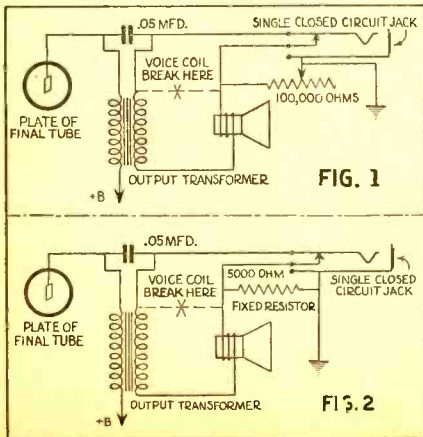 .05 MFD.
SINGLE CLOSED CIRCUIT JACK
VOICE COIL
BREAK HERE
100,000 OHMS
PLATE OF
FINAL TUBE
+B
OUTPUT TRANSFORMER
FIG. 1
.05 MFD.
VOICE COIL
BREAK HERE
5000 OHM
FIXED RESISTOR
SINGLE CLOSED
CIRCUIT JACK
PLATE OF
FINAL TUBE
+B
OUTPUT TRANSFORMER
FIG. 2